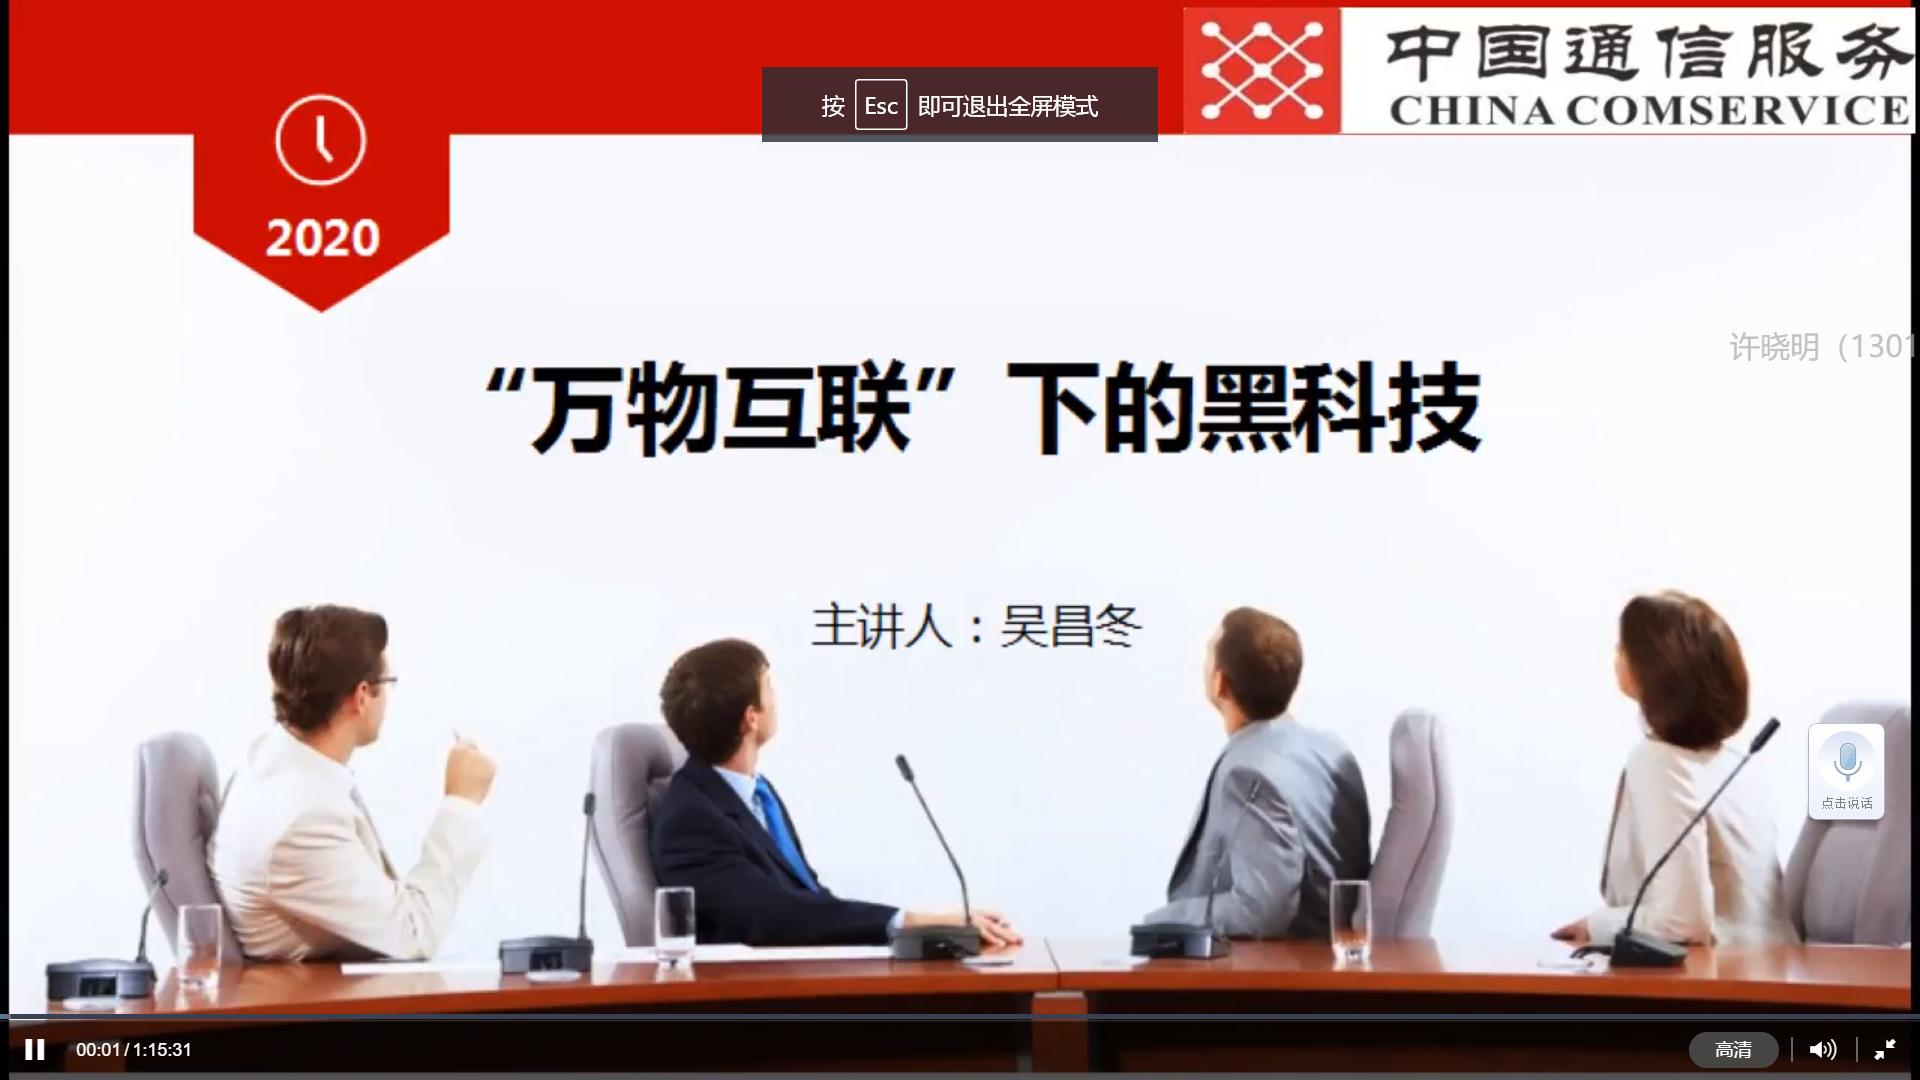 中国通信服务
CHINA COMSERVICE
按 Esc 即可退出全屏模式
2020
许晓明（1301
“万物互联”下的黑科技
主讲人：吴昌冬
点击说话
00:01/1:15:31
高清